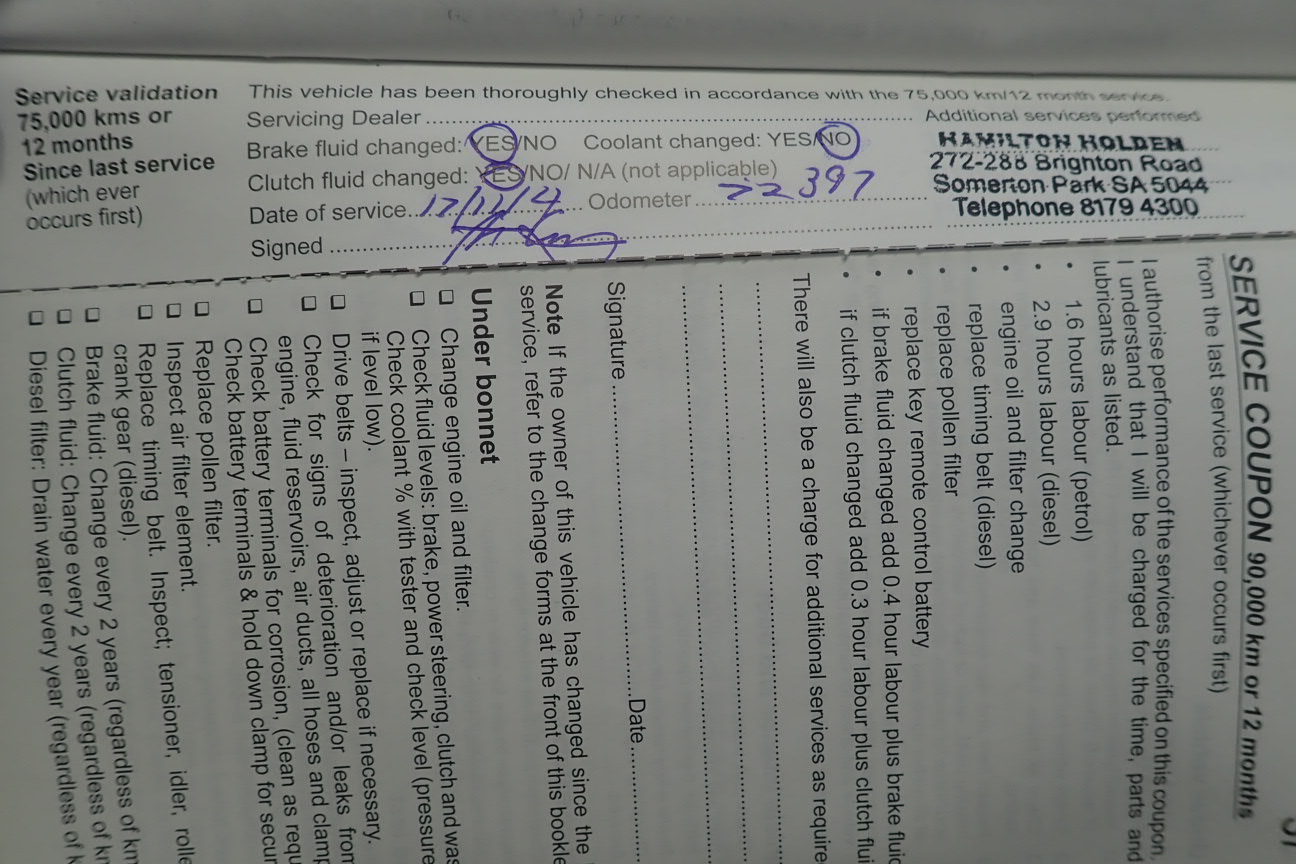 Service validation
75,000 kms or
12 months
Since last service
(which ever
occurs first)
This vehicle has been thoroughly checked in accordance with the 75,000 km/12 month service.
Servicing Dealer
Additional services performed
Brake fluid changed: YES/NO Coolant changed: YES/NO
Clutch fluid changed: YES/NO/ N/A (not applicable)
Date of service Odometer 22397
Signed
HAMILTON HOLDEN
272-288 Brighton Road
Somerton Park SA 5044
Telephone 8179 4300
SERVICE COUPON 90,000 km or 12 months
from the last service (whichever occurs first)
I authorise performance of the services specified on this coupon
I understand that I will be charged for the time, parts and
lubricants as listed.
• 1.6 hours labour (petrol)
• 2.9 hours labour (diesel)
• engine oil and filter change
• replace timing belt (diesel)
• replace pollen filter
• replace key remote control battery
• if brake fluid changed add 0.4 hour labour plus brake
• if clutch fluid changed add 0.3 hour labour plus clutch
There will also be a charge for additional services as
Signature Date
Note If the owner of this vehicle has changed since the
service, refer to the change forms at the front of this
Under bonnet
❑ Change engine oil and filter.
❑ Check fluid levels: brake, power steering, clutch and
❑ Check coolant % with tester and check level (pressure
if level low).
❑ Drive belts – inspect, adjust or replace if necessary.
❑ Check for signs of deterioration and/or leaks from
engine, fluid reservoirs, air ducts, all hoses and
❑ Check battery terminals for corrosion, (clean as
Check battery terminals & hold down clamp for
❑ Replace pollen filter.
❑ Inspect air filter element.
❑ Replace timing belt. Inspect; tensioner, idler,
crank gear (diesel).
❑ Brake fluid: Change every 2 years (regardless of
❑ Clutch fluid: Change every 2 years (regardless of
❑ Diesel filter: Drain water every year (regardless of